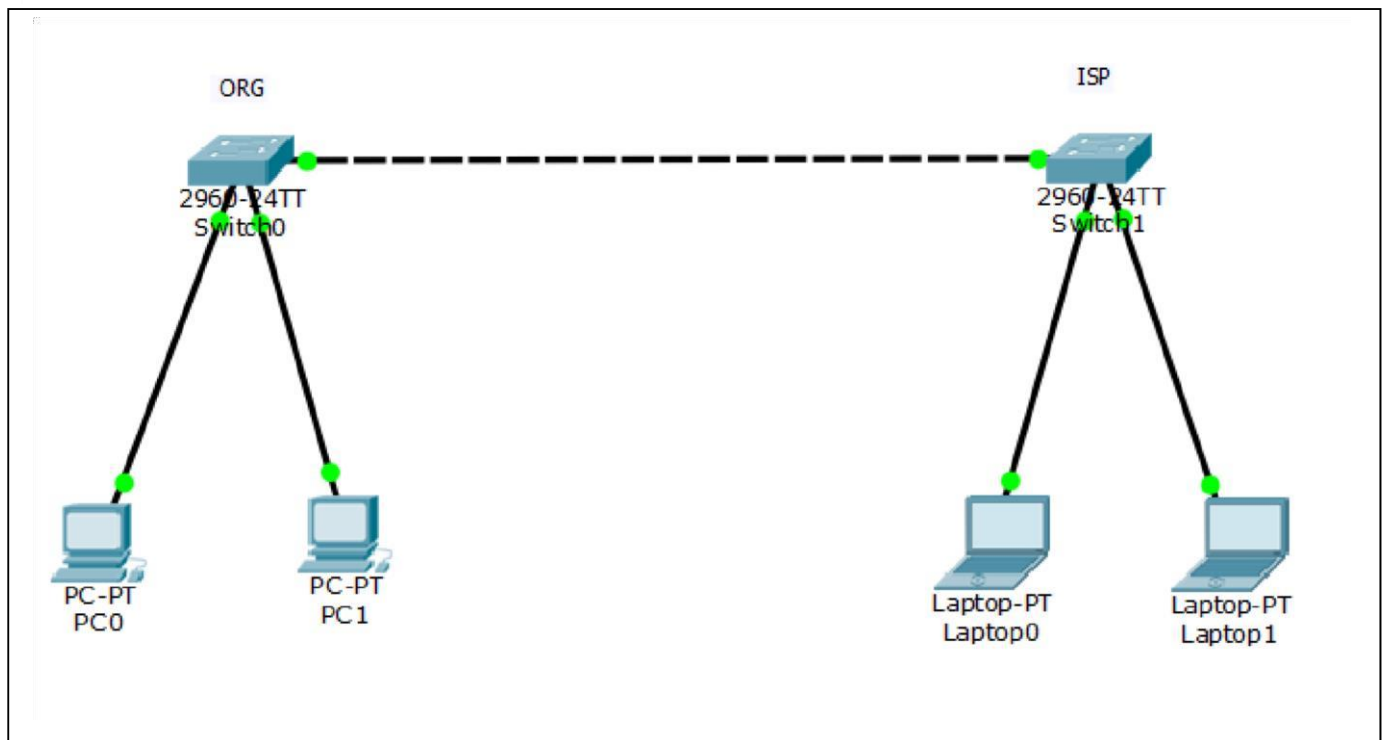 ORG
ISP
2960-24TT
Switch0
2960-24TT
Switch1
PC-PT
PC0
PC-PT
PC1
Laptop-PT
Laptop0
Laptop-PT
Laptop1